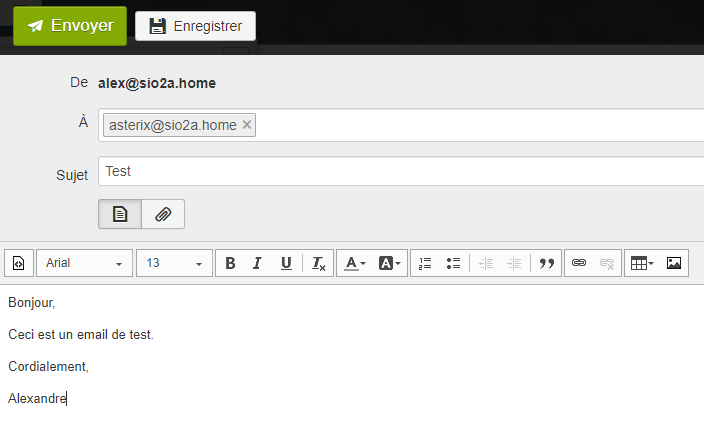 Envoyer Enregistrer
De alex@sio2a.home
À asterix@sio2a.home ×
Sujet Test
Arial 13 B I U Tx A A
Bonjour,
Ceci est un email de test.
Cordialement,
Alexandre